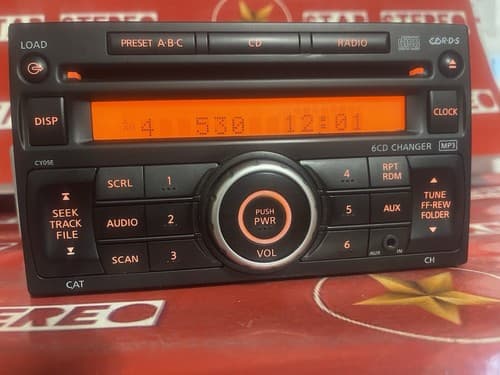 STAR STEREO
LOAD
PRESET A·B·C
CD
RADIO
R·D·S
DISP
4 530 12:01
CLOCK
CY05E
6CD CHANGER
MP3
SEEK
TRACK
FILE
SCRL
1
4
RPT
RDM
TUNE
FF-REW
FOLDER
AUDIO
2
PUSH
PWR
5
AUX
SCAN
3
VOL
6
AUX IN
CAT
CH
STEREO